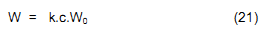 W = k.c.W₀ (21)